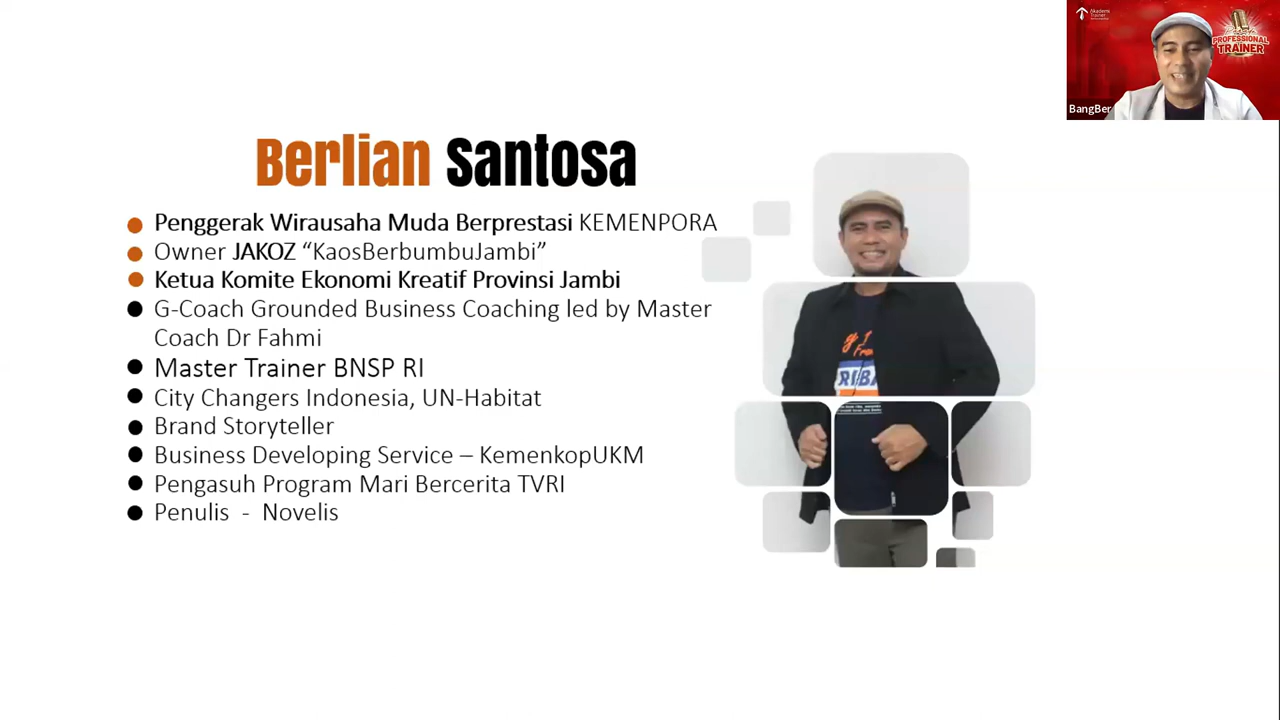 Akademi
Trainer
PROFESSIONAL
TRAINER
BangBer
Berlian Santosa
Penggerak Wirausaha Muda Berprestasi KEMENPORA
Owner JAKOZ “KaosBerbumbuJambi”
Ketua Komite Ekonomi Kreatif Provinsi Jambi
G-Coach Grounded Business Coaching led by Master
Coach Dr Fahmi
Master Trainer BNSP RI
City Changers Indonesia, UN-Habitat
Brand Storyteller
Business Developing Service – KemenkopUKM
Pengasuh Program Mari Bercerita TVRI
Penulis - Novelis